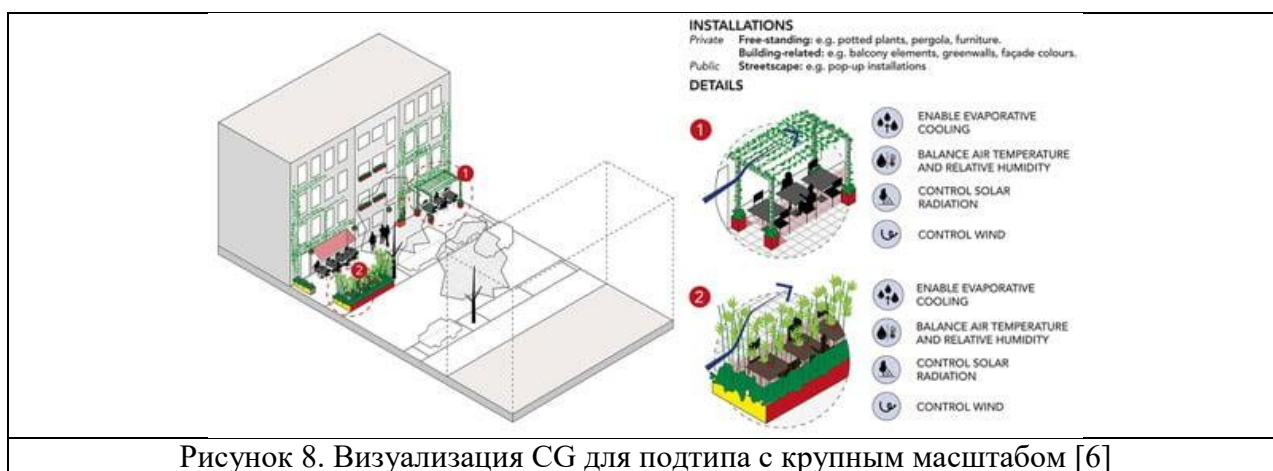 INSTALLATIONS
Private Free-standing: e.g. potted plants, pergola, furniture.
Building-related: e.g. balcony elements, greenwalls, façade colours.
Public Streetscape: e.g. pop-up installations
DETAILS
1
1
ENABLE EVAPORATIVE
COOLING
BALANCE AIR TEMPERATURE
AND RELATIVE HUMIDITY
CONTROL SOLAR
RADIATION
CONTROL WIND
2
2
ENABLE EVAPORATIVE
COOLING
BALANCE AIR TEMPERATURE
AND RELATIVE HUMIDITY
CONTROL SOLAR
RADIATION
CONTROL WIND
Рисунок 8. Визуализация CG для подтипа с крупным масштабом [6]